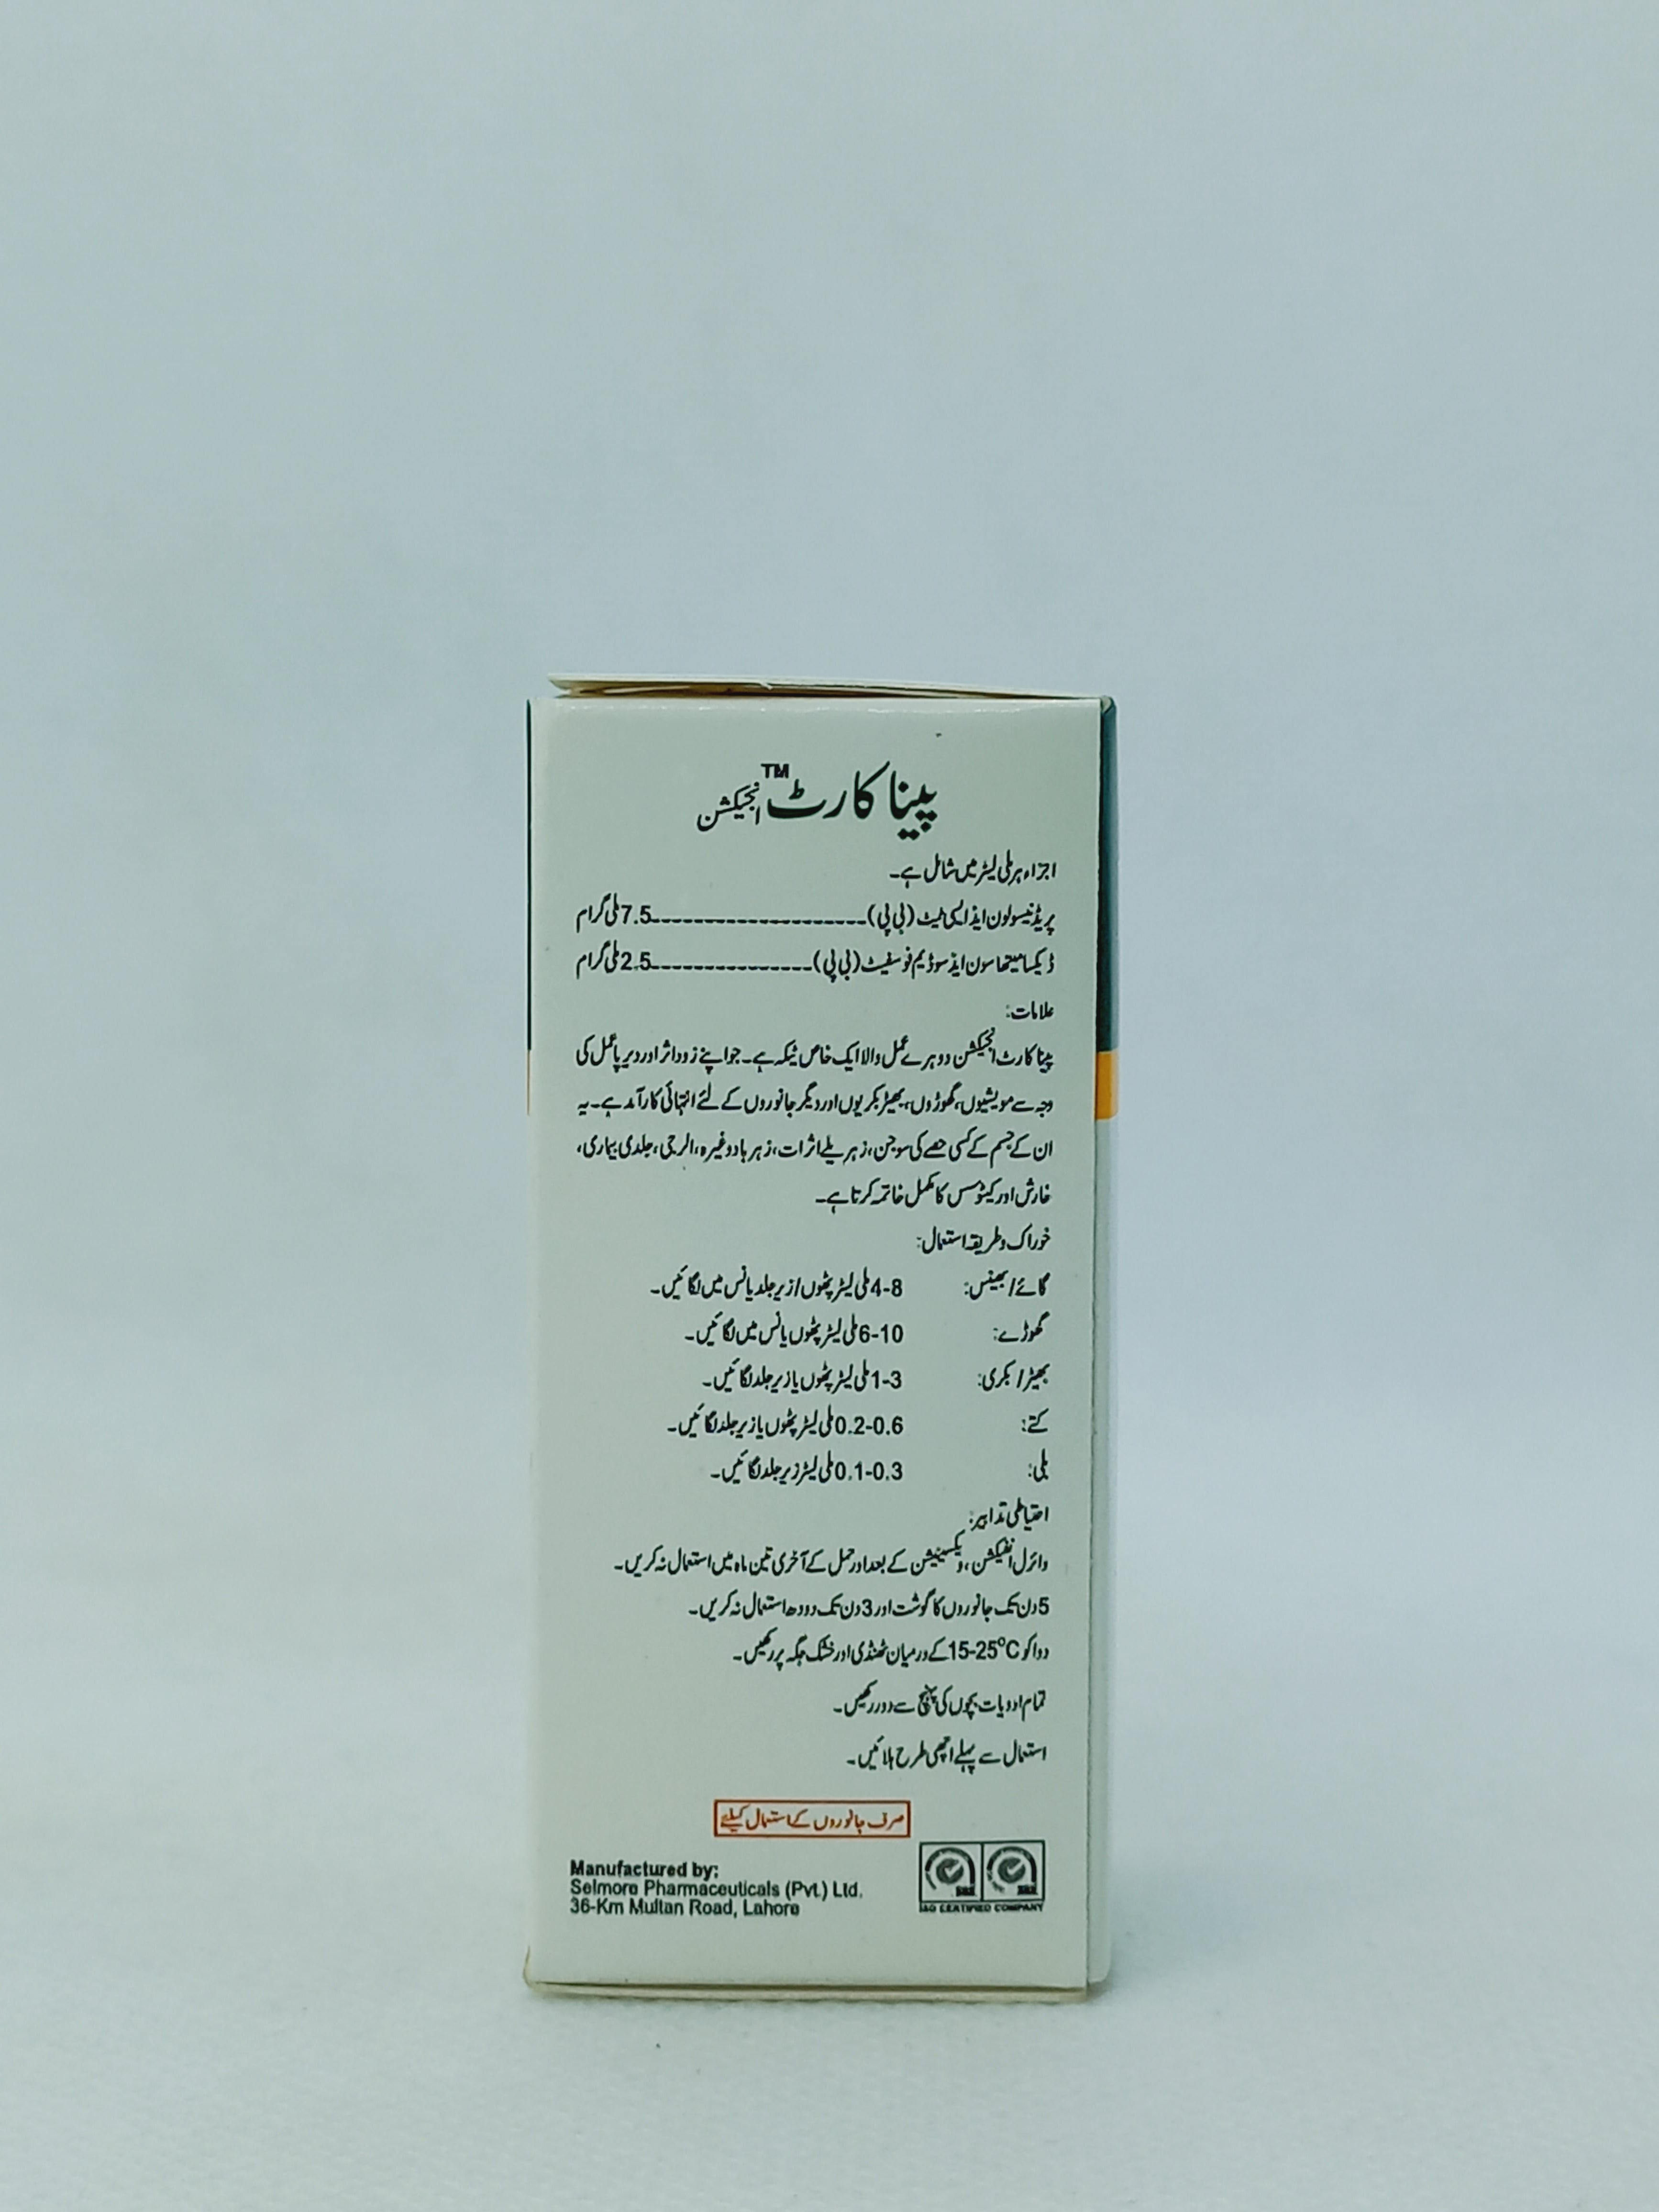 پینا کارٹ™ انجیکشن
اجزاء ہر ملی لیٹر میں شامل ہے۔
پریڈنیسولون ایذ ایسی ٹیٹ (بی پی)---------------------7.5 ملی گرام
ڈیکسا میتھاسون ایذ سوڈیم فوسفیٹ (بی پی)---------------2.5 ملی گرام
علامات:
پینا کارٹ انجیکشن دوہرے عمل والا ایک خاص ٹیکہ ہے۔ جو اپنے زود اثر اور دیرپا عمل کی
وجہ سے مویشیوں، گھوڑوں، بھیڑ بکریوں اور دیگر جانوروں کے لئے انتہائی کارآمد ہے۔ یہ
ان کے جسم کے کسی حصے کی سوجن، زہریلے اثرات، زہرباد وغیرہ، الرجی، جلدی بیماری،
خارش اور کیٹوسس کا مکمل خاتمہ کرتا ہے۔
خوراک و طریقہ استعمال:
گائے/ بھینس: 4-8 ملی لیٹر پٹھوں/ زیر جلد یا نس میں لگائیں۔
گھوڑے: 6-10 ملی لیٹر پٹھوں یا نس میں لگائیں۔
بھیڑ/ بکری: 1-3 ملی لیٹر پٹھوں یا زیر جلد لگائیں۔
کتے: 0.2-0.6 ملی لیٹر پٹھوں یا زیر جلد لگائیں۔
بلی: 0.1-0.3 ملی لیٹر زیر جلد لگائیں۔
احتیاطی تدابیر:
وائرل انفیکشن، ویکسینیشن کے بعد اور حمل کے آخری تین ماہ میں استعمال نہ کریں۔
5 دن تک جانوروں کا گوشت اور 3 دن تک دودھ استعمال نہ کریں۔
دوا کو 15-25°C کے درمیان ٹھنڈی اور خشک جگہ پر رکھیں۔
تمام ادویات بچوں کی پہنچ سے دور رکھیں۔
استعمال سے پہلے اچھی طرح ہلائیں۔
صرف جانوروں کے استعمال کیلئے
Manufactured by:
Selmore Pharmaceuticals (Pvt.) Ltd.
36-Km Multan Road, Lahore
CERTIFIED COMPANY